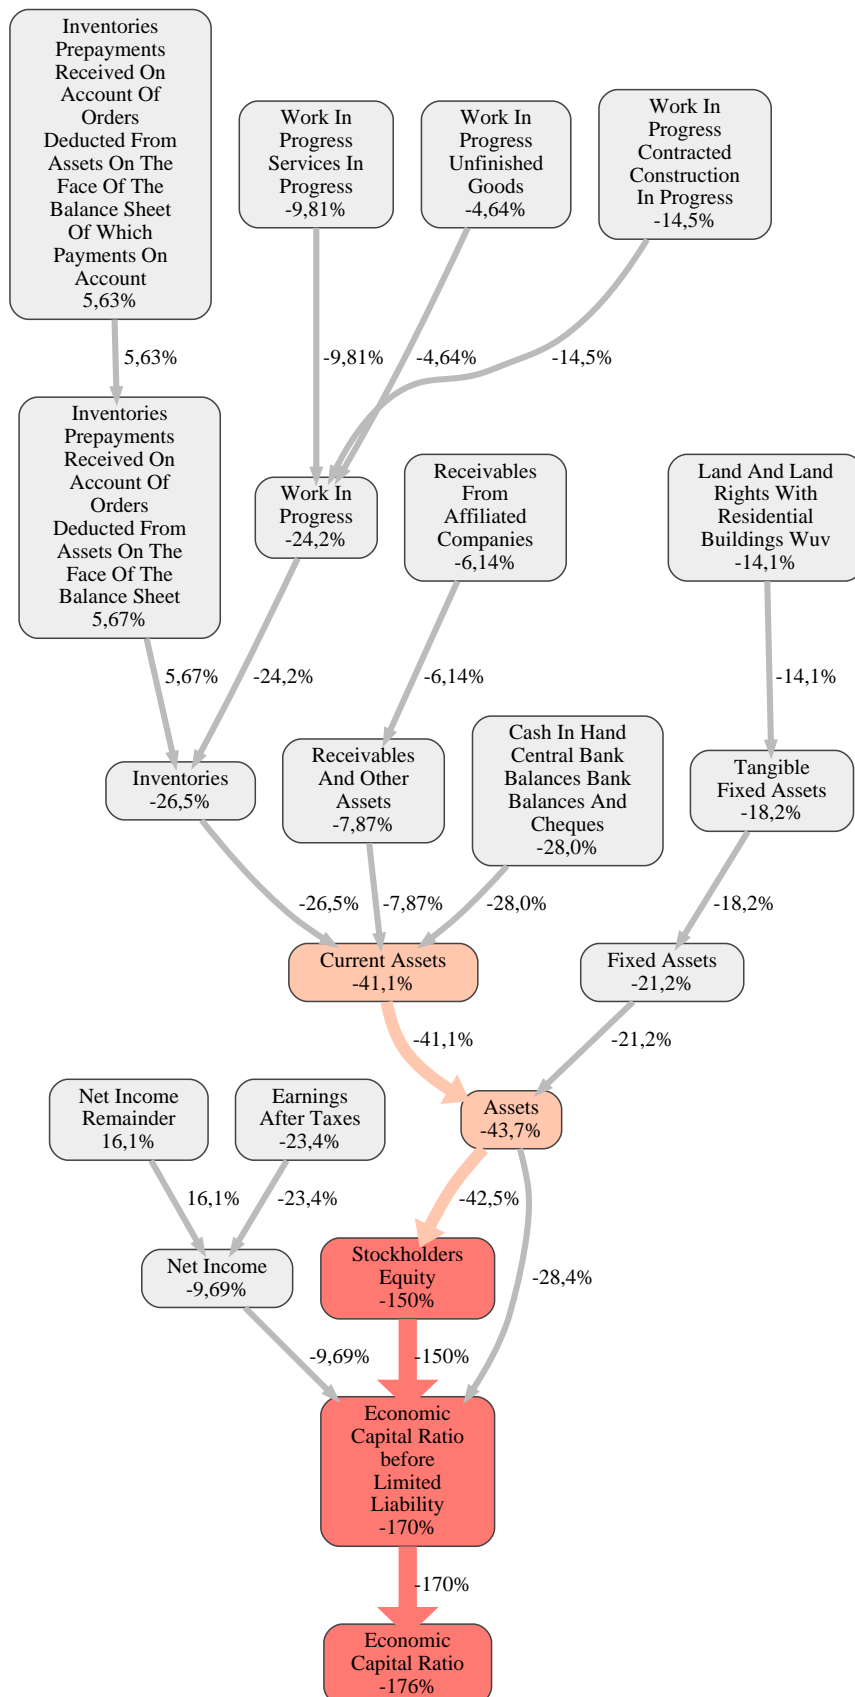 Inventories
Prepayments
Received On
Account Of
Orders
Deducted From
Assets On The
Face Of The
Balance Sheet
Of Which
Payments On
Account
5,63%
Work In
Progress
Services In
Progress
-9,81%
Work In
Progress
Unfinished
Goods
-4,64%
Work In
Progress
Contracted
Construction
In Progress
-14,5%
5,63%
-9,81%
-4,64%
-14,5%
Inventories
Prepayments
Received On
Account Of
Orders
Deducted From
Assets On The
Face Of The
Balance Sheet
5,67%
Work In
Progress
-24,2%
Receivables
From
Affiliated
Companies
-6,14%
Land And Land
Rights With
Residential
Buildings Wuv
-14,1%
5,67%
-24,2%
-6,14%
-14,1%
Inventories
-26,5%
Receivables
And Other
Assets
-7,87%
Cash In Hand
Central Bank
Balances Bank
Balances And
Cheques
-28,0%
Tangible
Fixed Assets
-18,2%
-26,5%
-7,87%
-28,0%
-18,2%
Current Assets
-41,1%
Fixed Assets
-21,2%
-41,1%
-21,2%
Net Income
Remainder
16,1%
Earnings
After Taxes
-23,4%
Assets
-43,7%
16,1%
-23,4%
-42,5%
Net Income
-9,69%
Stockholders
Equity
-150%
-28,4%
-9,69%
-150%
Economic
Capital Ratio
before
Limited
Liability
-170%
-170%
Economic
Capital Ratio
-176%